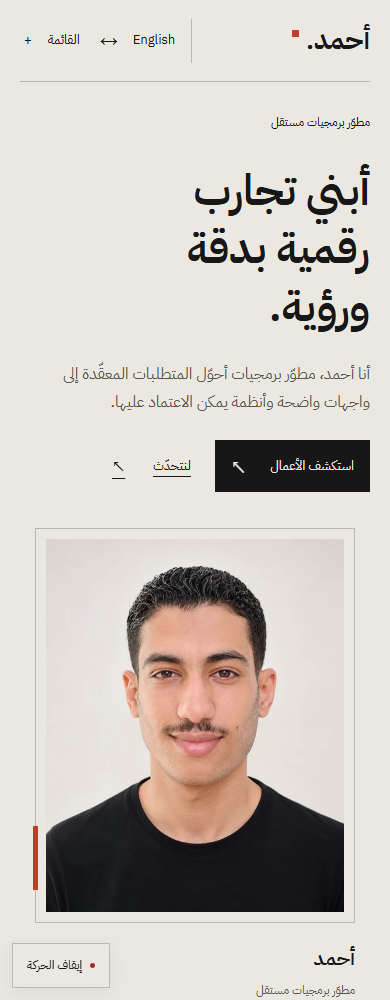 أحمد.
English ↔
القائمة +
مطوّر برمجيات مستقل
أبني تجارب
رقمية بدقة
ورؤية.
أنا أحمد، مطوّر برمجيات أحوّل المتطلبات المعقّدة إلى
واجهات واضحة وأنظمة يمكن الاعتماد عليها.
استكشف الأعمال ↖
لنتحدّث ↖
أحمد
مطوّر برمجيات مستقل
إيقاف الحركة